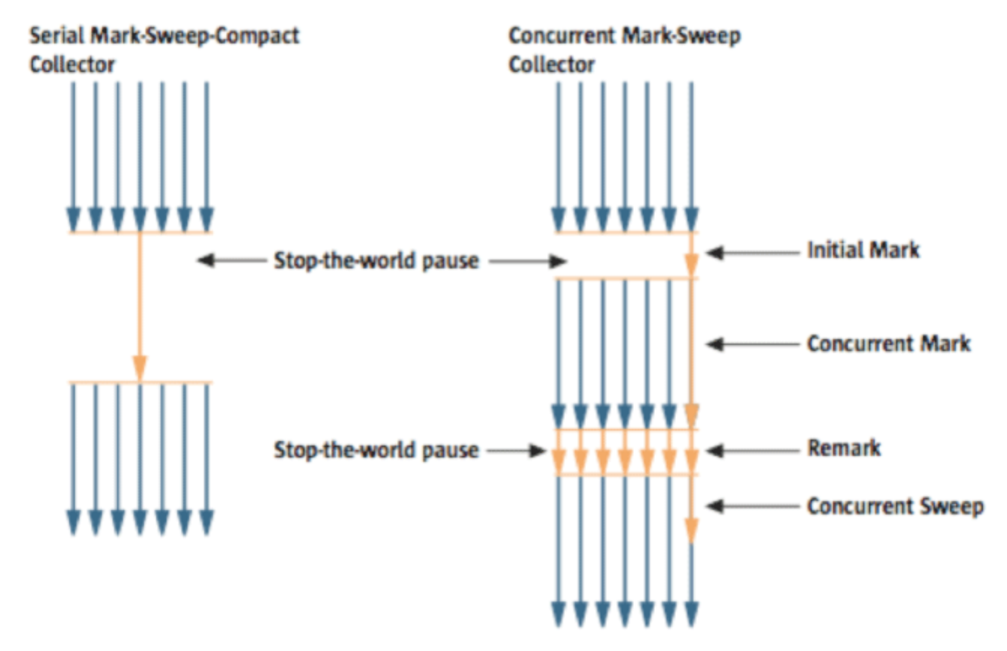 Serial Mark-Sweep-Compact
Collector
Concurrent Mark-Sweep
Collector
Stop-the-world pause
Initial Mark
Concurrent Mark
Stop-the-world pause
Remark
Concurrent Sweep